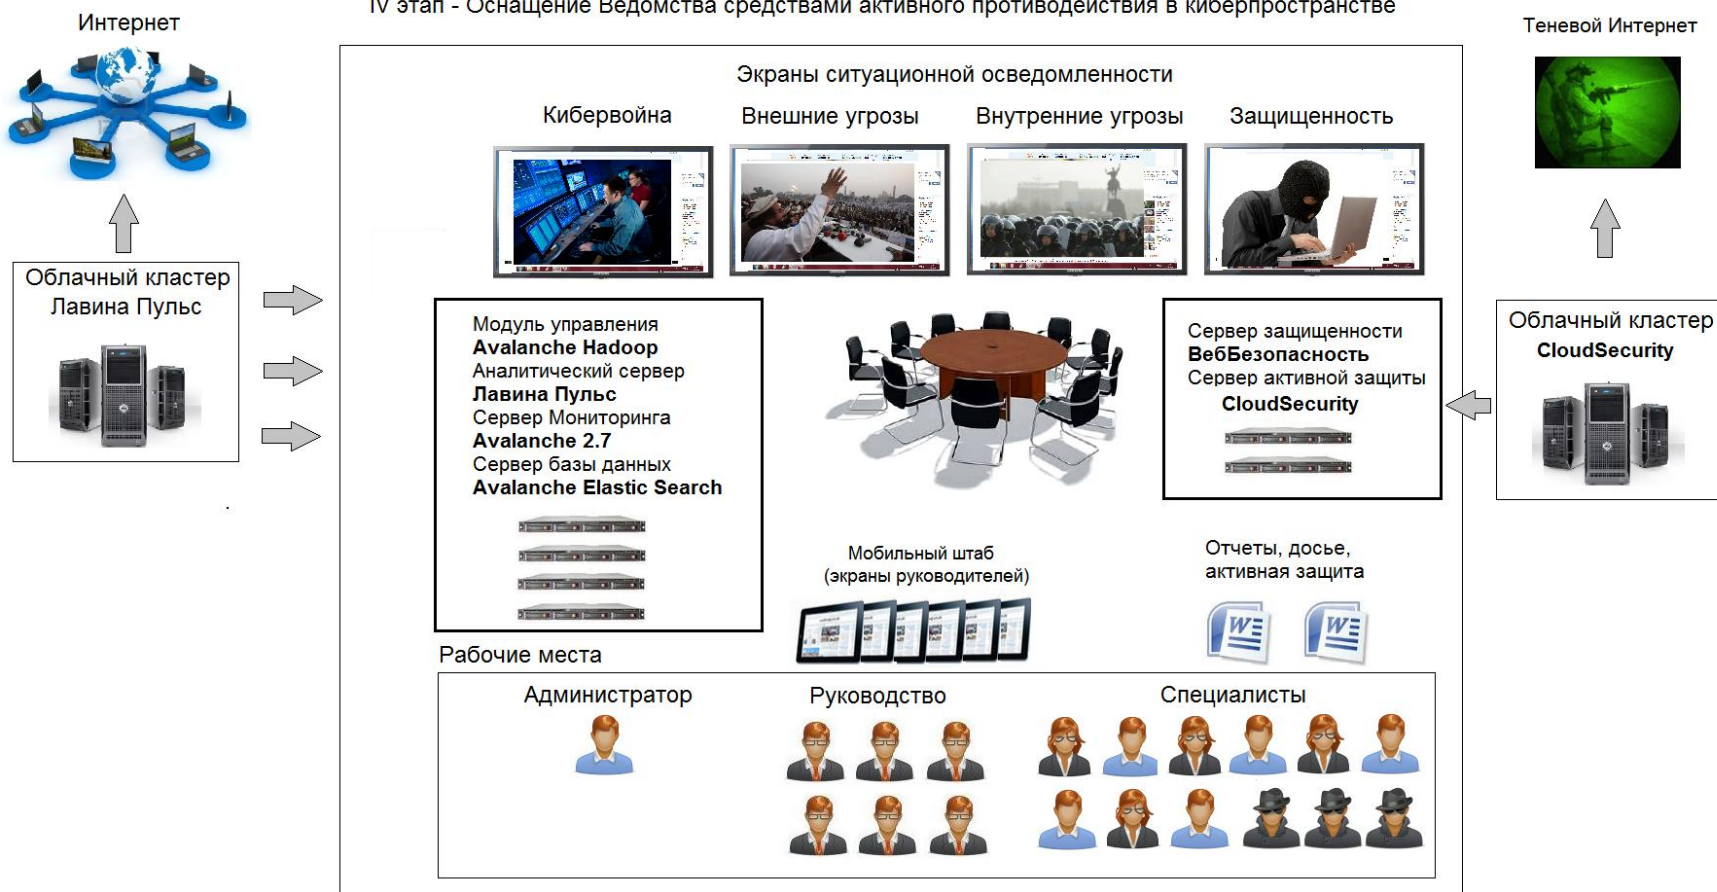 IV этап - Оснащение Ведомства средствами активного противодействия в киберпространстве
Интернет
Теневой Интернет
Экраны ситуационной осведомленности
Кибервойна
Внешние угрозы
Внутренние угрозы
Защищенность
Облачный кластер
Лавина Пульс
Модуль управления
Avalanche Hadoop
Аналитический сервер
Лавина Пульс
Сервер Мониторинга
Avalanche 2.7
Сервер базы данных
Avalanche Elastic Search
Сервер защищенности
ВебБезопасность
Сервер активной защиты
CloudSecurity
Облачный кластер
CloudSecurity
Мобильный штаб
(экраны руководителей)
Отчеты, досье,
активная защита
Рабочие места
Администратор
Руководство
Специалисты